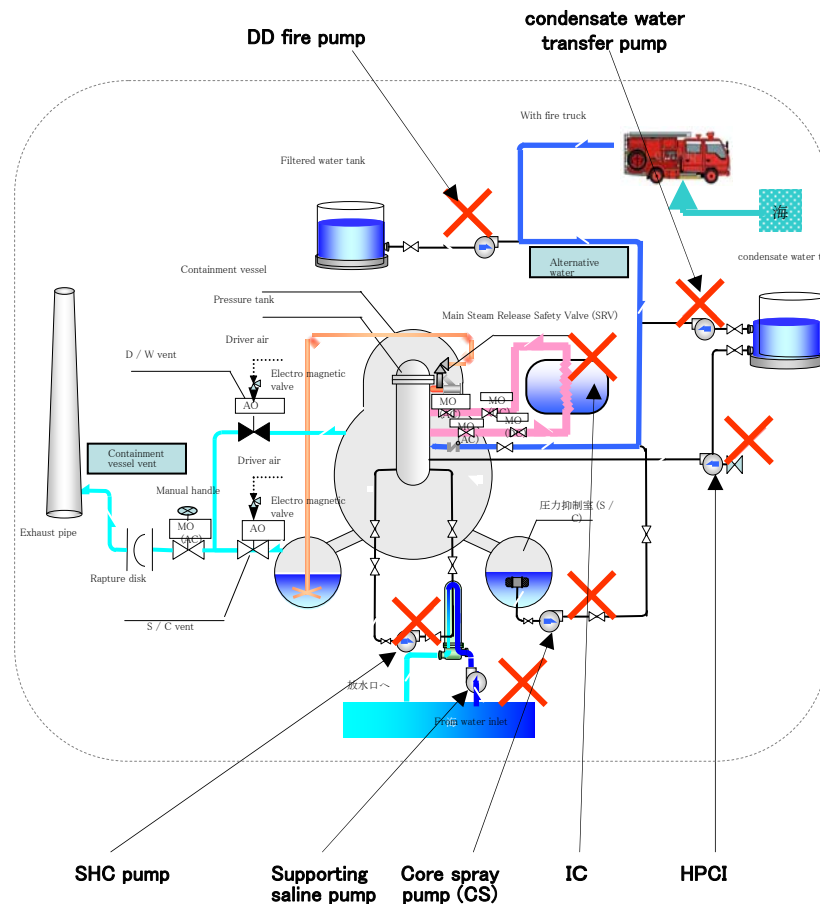 DD fire pump
condensate water
transfer pump
With fire truck
Filtered water tank
海
Alternative
water
condensate water t
Containment vessel
Pressure tank
Main Steam Release Safety Valve (SRV)
Driver air
D / W vent
Electro magnetic
valve
AO
MO
MO
MO
Containment
vessel vent
Driver air
Manual handle
Electro magnetic
valve
MO
(AC)
AO
圧力抑制室 (S /
C)
Exhaust pipe
Rapture disk
S / C vent
放水口へ
From water inlet
SHC pump
Supporting
saline pump
Core spray
pump (CS)
IC
HPCI